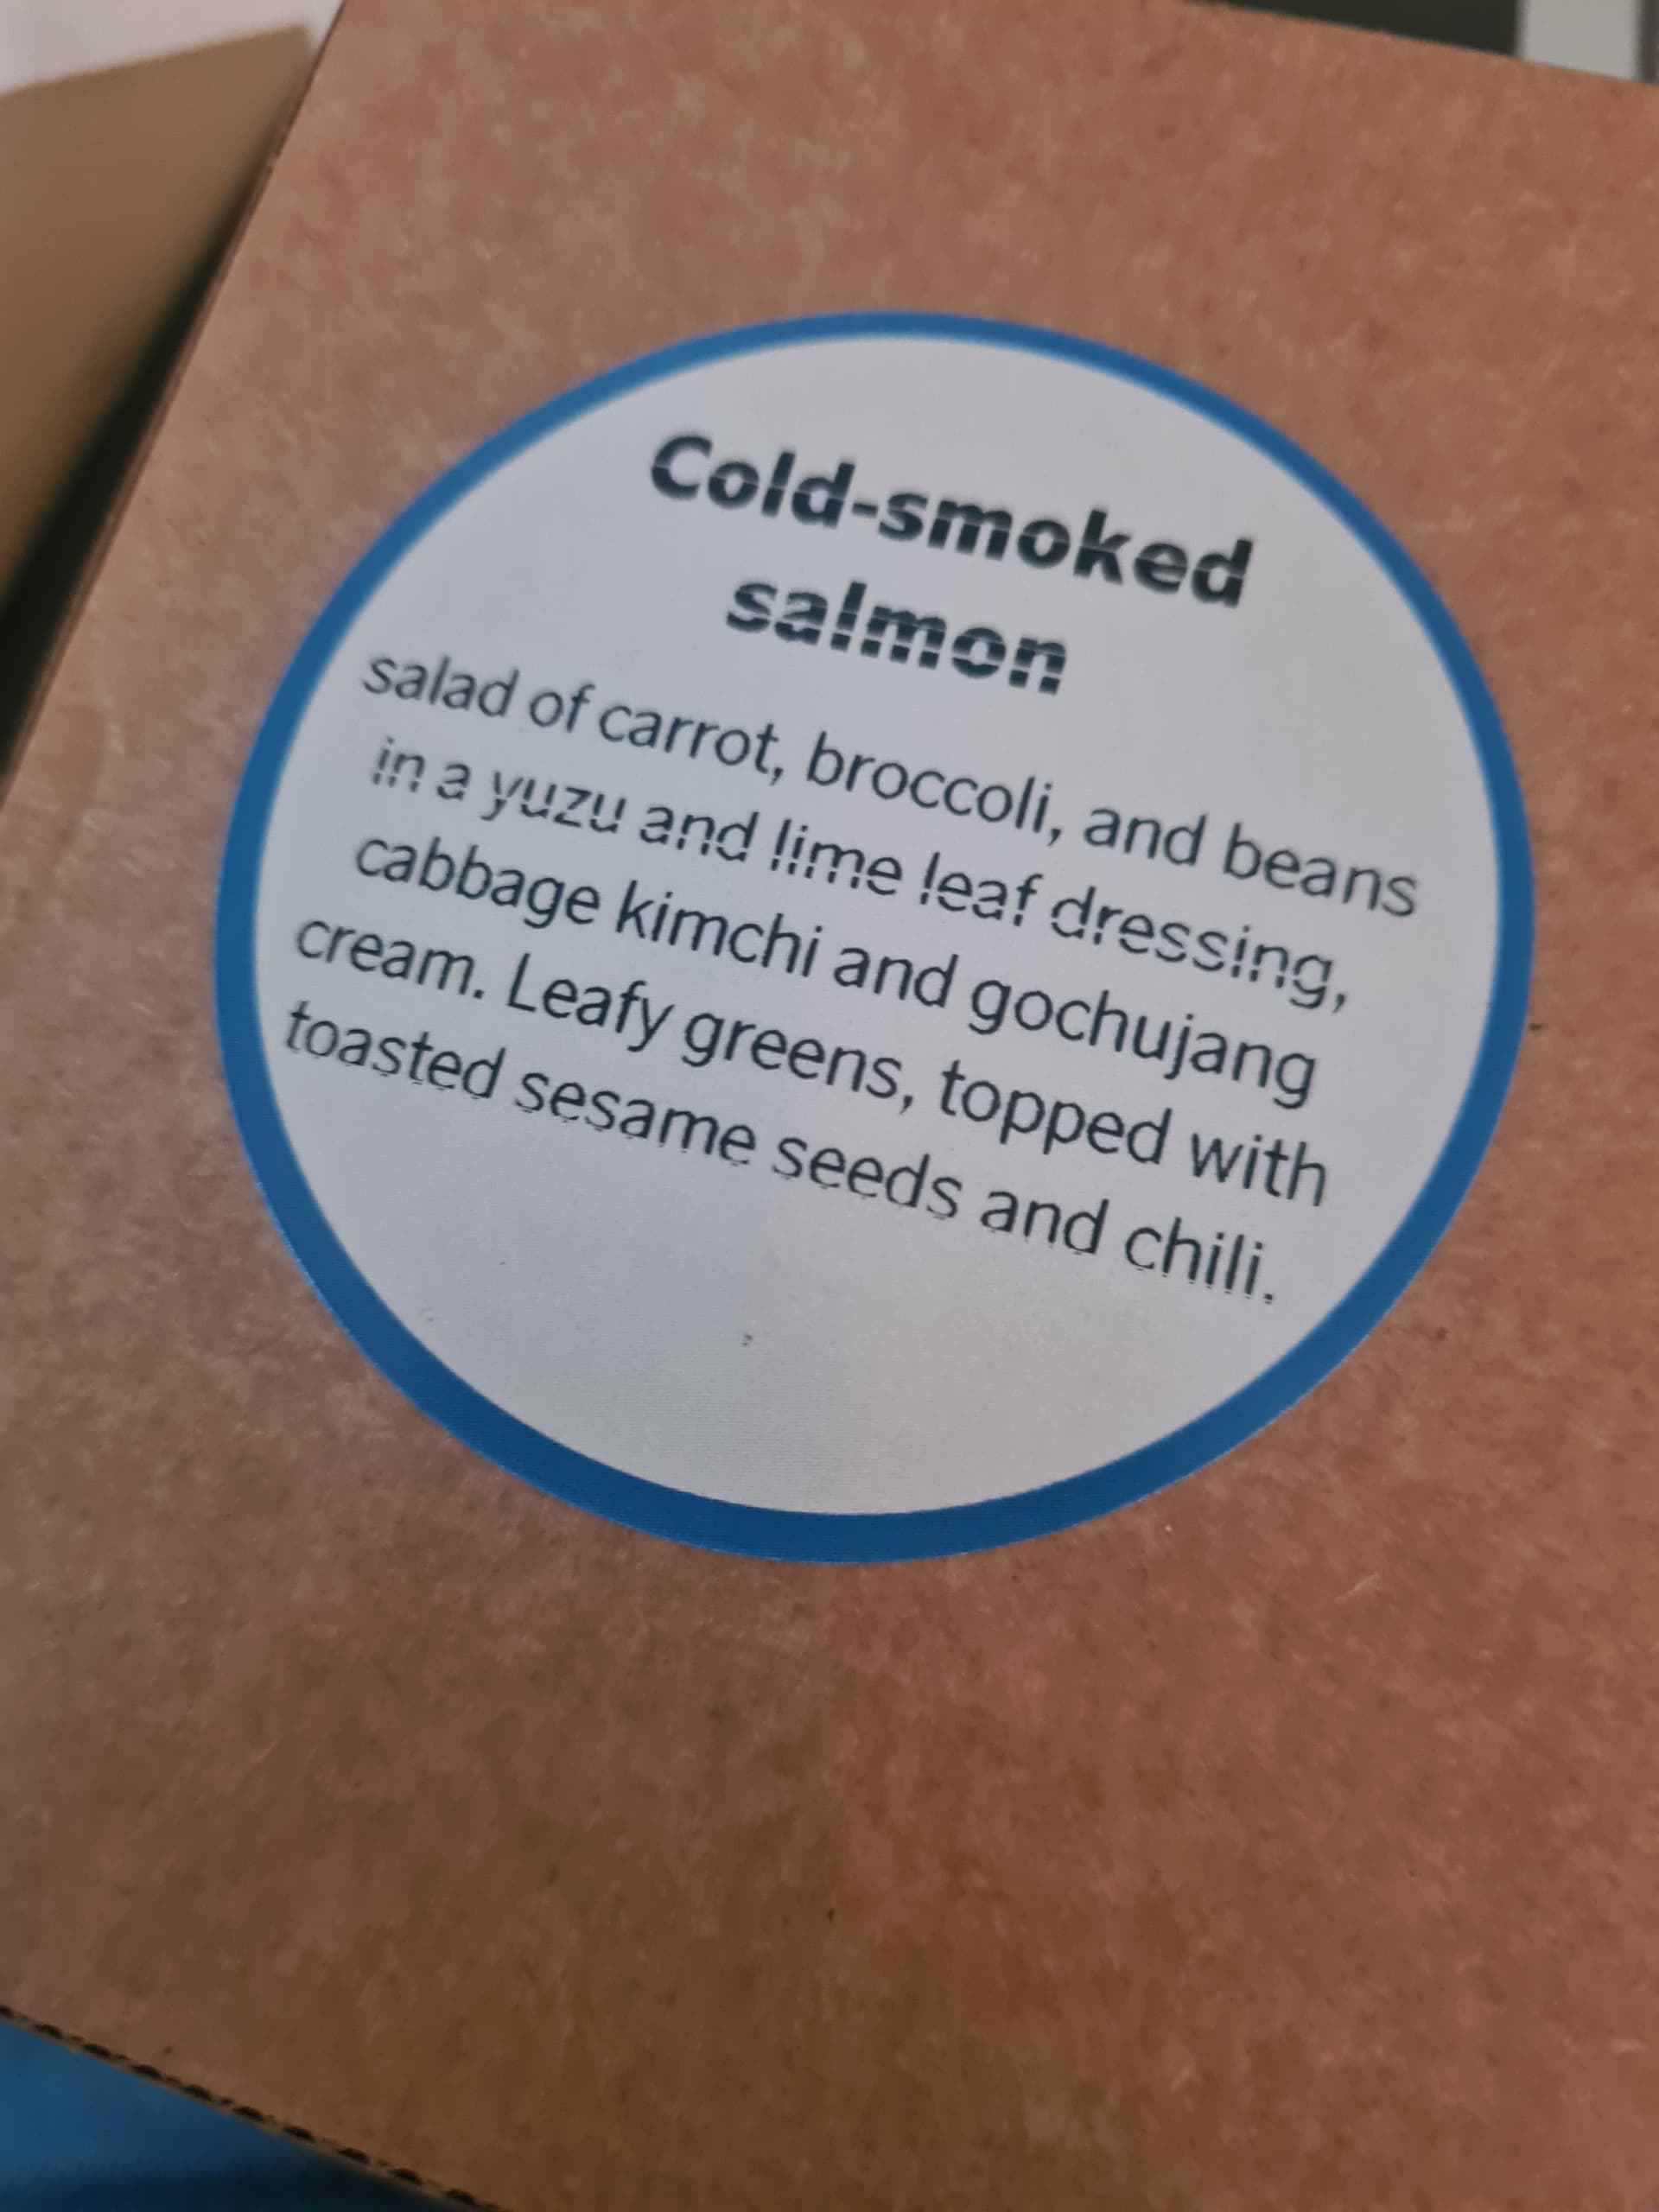 Cold-smoked
salmon
salad of carrot, broccoli, and beans
in a yuzu and lime leaf dressing,
cabbage kimchi and gochujang
cream. Leafy greens, topped with
toasted sesame seeds and chili.